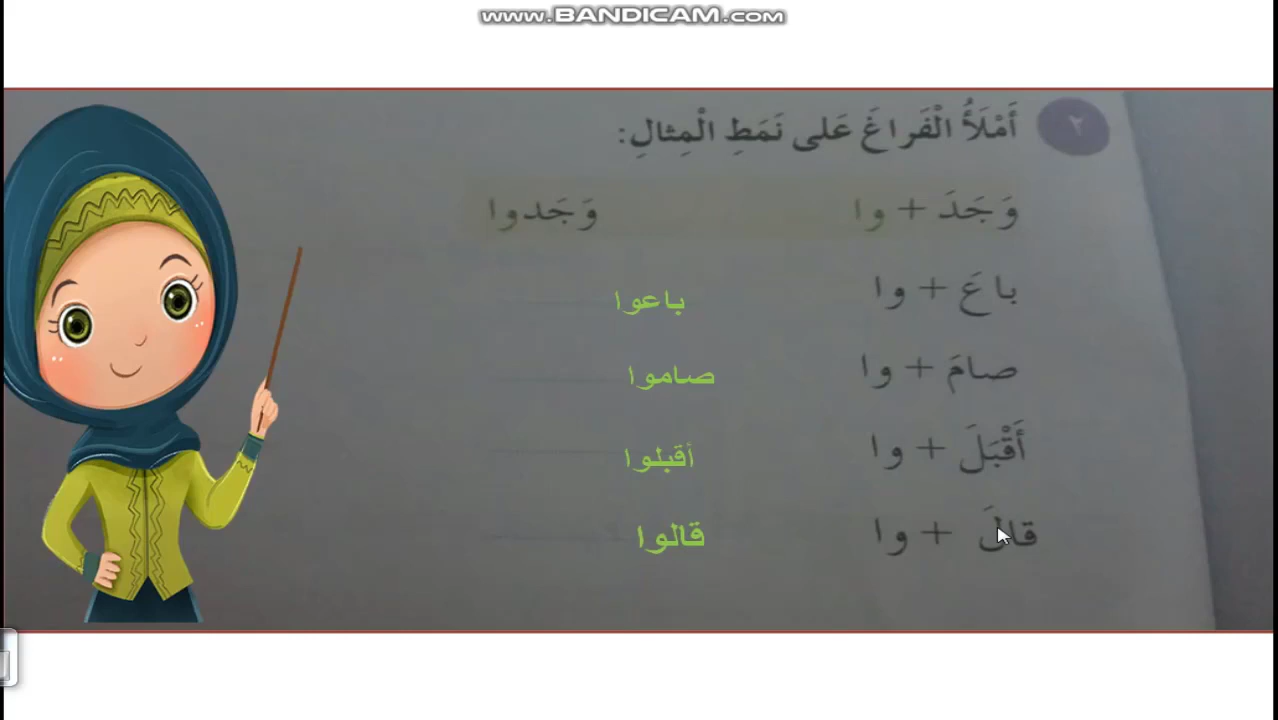 www.BANDICAM.com
٢ أَمْلَأُ الْفَراغَ عَلى نَمَطِ الْمِثالِ:
وَجَدَ + وا وَجَدوا
باعَ + وا باعوا
صامَ + وا صاموا
أَقْبَلَ + وا أقبلوا
قالَ + وا قالوا